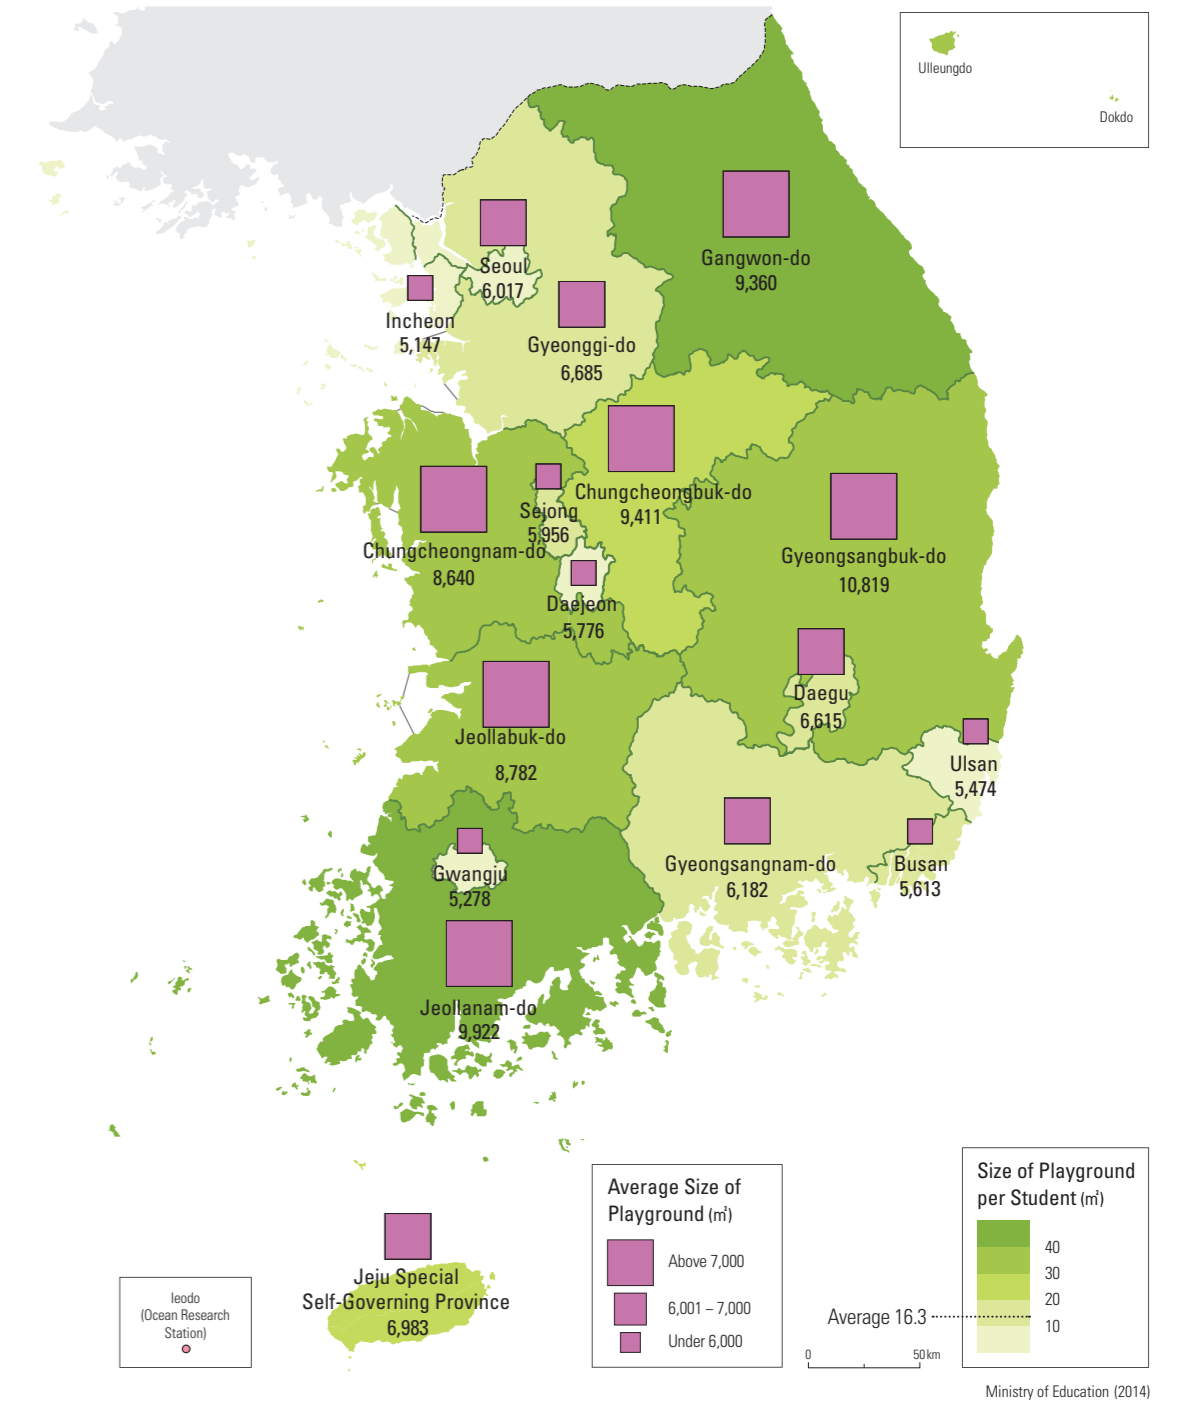 Ulleungdo
Dokdo
Gangwon-do
9,360
Seoul
6,017
Incheon
5,147
Gyeonggi-do
6,685
Chungcheongbuk-do
9,411
Sejong
5,956
Chungcheongnam-do
8,640
Gyeongsangbuk-do
10,819
Daejeon
5,776
Daegu
6,615
Jeollabuk-do
8,782
Ulsan
5,474
Gyeongsangnam-do
6,182
Busan
5,613
Gwangju
5,278
Jeollanam-do
9,922
Jeju Special
Self-Governing Province
6,983
Ieodo
(Ocean Research
Station)
Average Size of
Playground (㎡)
Above 7,000
6,001 – 7,000
Under 6,000
Average 16.3
0
50 km
Size of Playground
per Student (㎡)
40
30
20
10
Ministry of Education (2014)